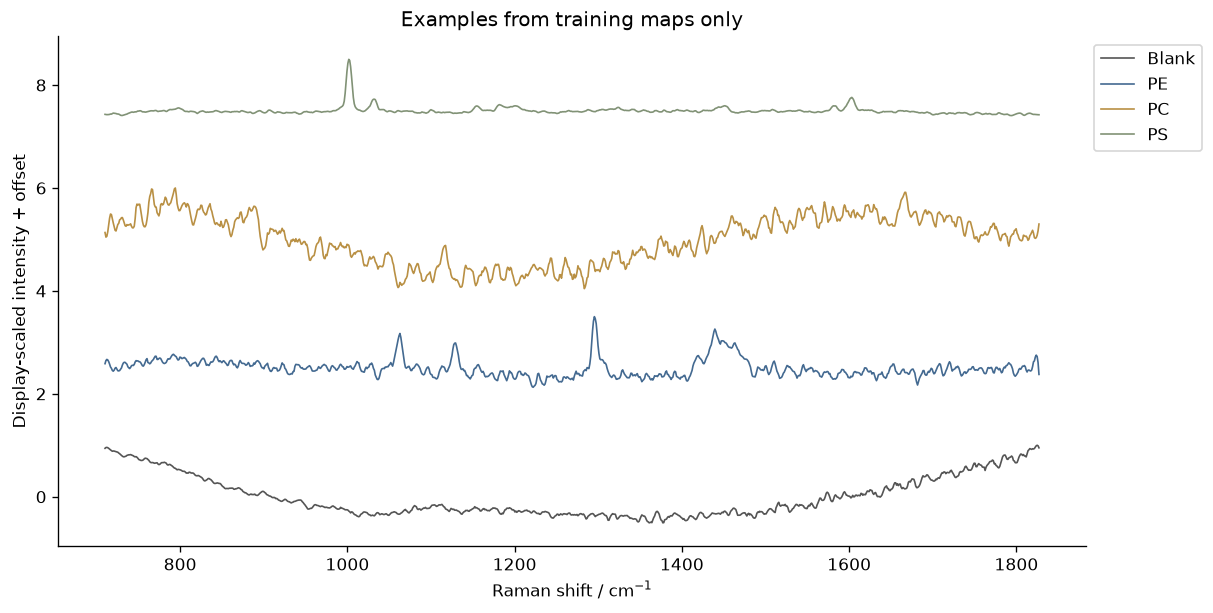 Examples from training maps only
Blank
PE
PC
PS
Display-scaled intensity + offset
8
6
4
2
0
800 1000 1200 1400 1600 1800
Raman shift / cm⁻¹